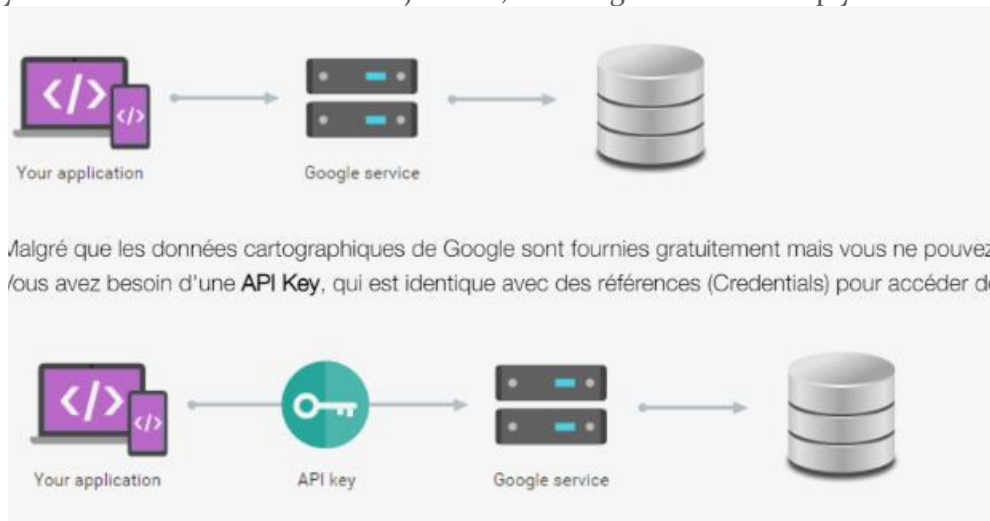 </>
</>
Your application
Google service
Malgré que les données cartographiques de Google sont fournies gratuitement mais vous ne pouvez
Vous avez besoin d'une API Key, qui est identique avec des références (Credentials) pour accéder
</>
</>
Your application
API key
Google service